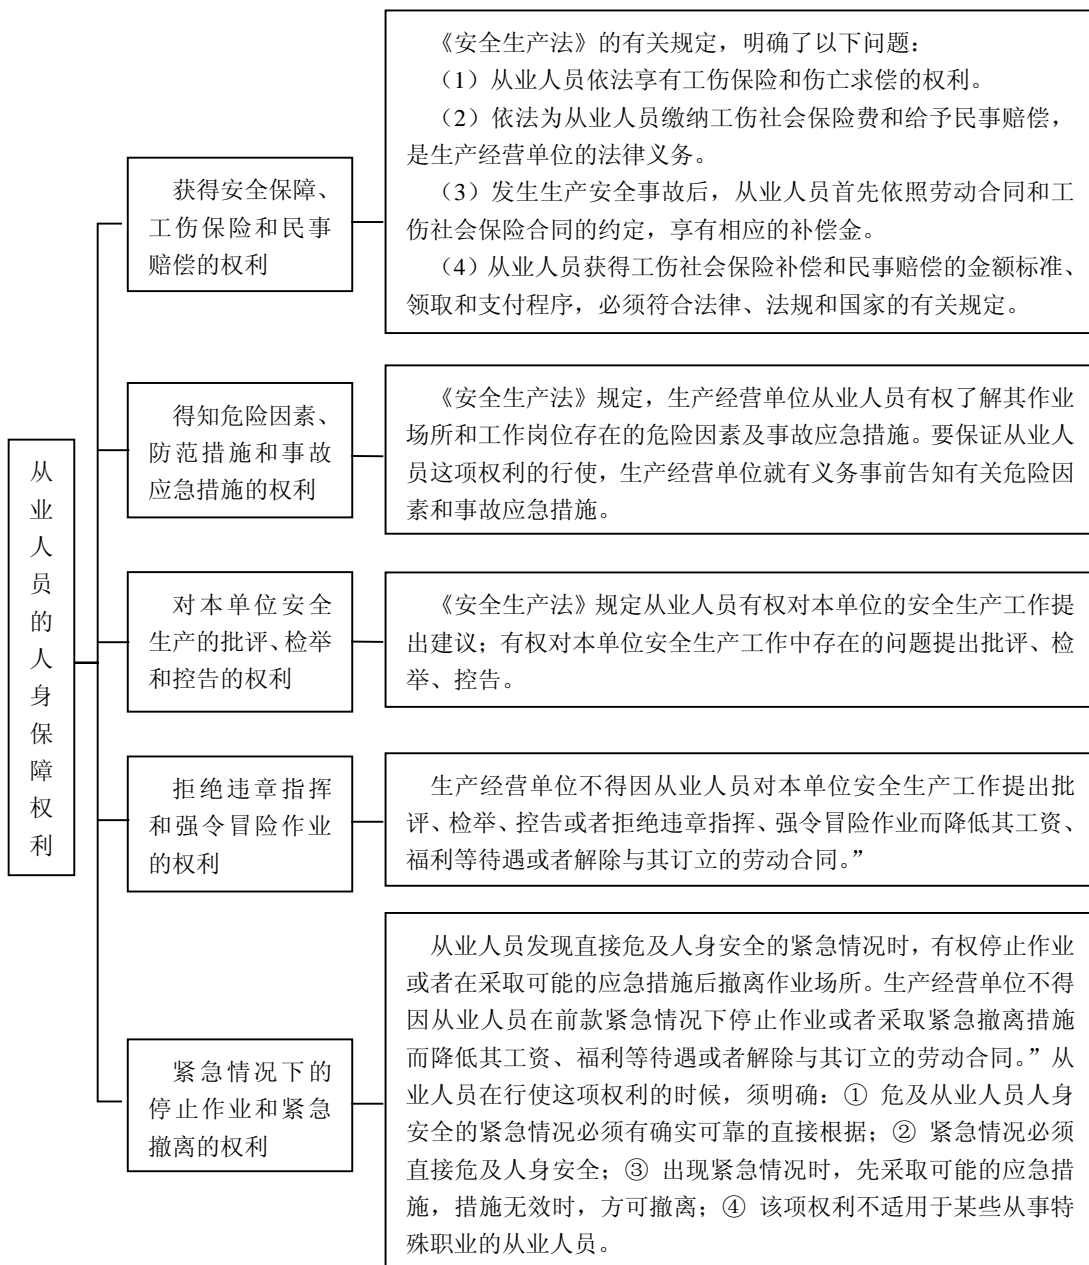 从业人员的人身保障权利
获得安全保障、
工伤保险和民事
赔偿的权利
《安全生产法》的有关规定，明确了以下问题：
（1）从业人员依法享有工伤保险和伤亡求偿的权利。
（2）依法为从业人员缴纳工伤社会保险费和给予民事赔偿，
是生产经营单位的法律义务。
（3）发生生产安全事故后，从业人员首先依照劳动合同和工
伤社会保险合同的约定，享有相应的补偿金。
（4）从业人员获得工伤社会保险补偿和民事赔偿的金额标准、
领取和支付程序，必须符合法律、法规和国家的有关规定。
得知危险因素、
防范措施和事故
应急措施的权利
《安全生产法》规定，生产经营单位从业人员有权了解其作业
场所和工作岗位存在的危险因素及事故应急措施。要保证从业人
员这项权利的行使，生产经营单位就有义务事前告知有关危险因
素和事故应急措施。
对本单位安全
生产的批评、检举
和控告的权利
《安全生产法》规定从业人员有权对本单位的安全生产工作提
出建议；有权对本单位安全生产工作中存在的问题提出批评、检
举、控告。
拒绝违章指挥
和强令冒险作业
的权利
生产经营单位不得因从业人员对本单位安全生产工作提出批
评、检举、控告或者拒绝违章指挥、强令冒险作业而降低其工资、
福利等待遇或者解除与其订立的劳动合同。”
紧急情况下的
停止作业和紧急
撤离的权利
从业人员发现直接危及人身安全的紧急情况时，有权停止作业
或者在采取可能的应急措施后撤离作业场所。生产经营单位不得
因从业人员在前款紧急情况下停止作业或者采取紧急撤离措施
而降低其工资、福利等待遇或者解除与其订立的劳动合同。”从
业人员在行使这项权利的时候，须明确：① 危及从业人员人身
安全的紧急情况必须有确实可靠的直接根据；② 紧急情况必须
直接危及人身安全；③ 出现紧急情况时，先采取可能的应急措
施，措施无效时，方可撤离；④ 该项权利不适用于某些从事特
殊职业的从业人员。